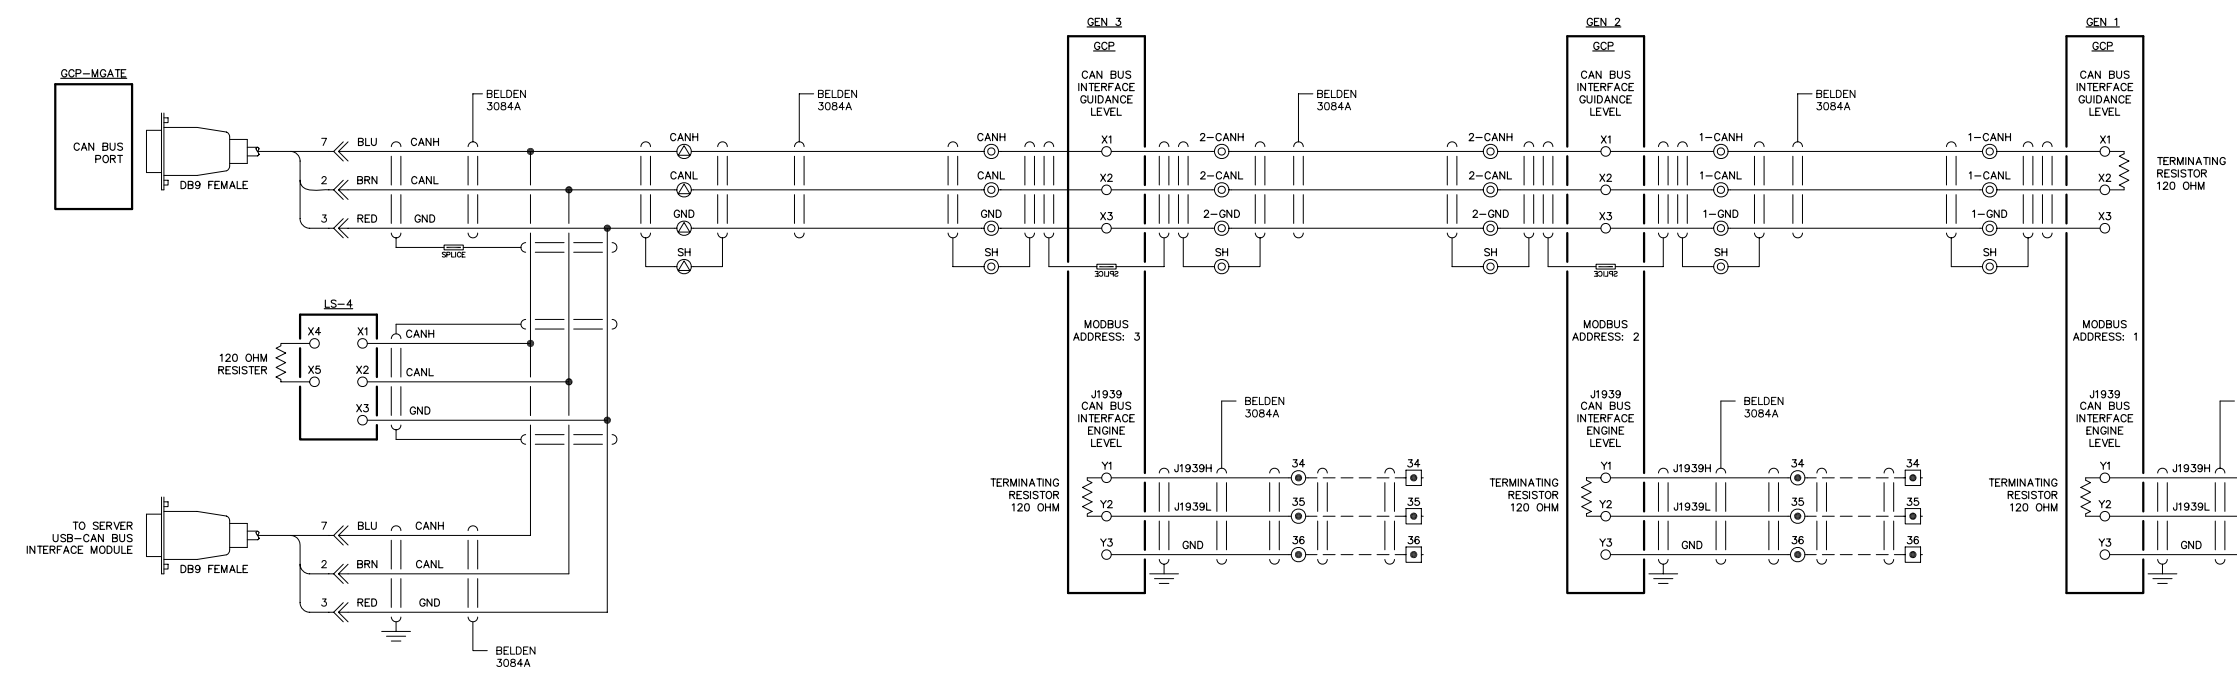 GEN 3
GEN 2
GEN 1
GCP-MGATE
CAN BUS
PORT
DB9 FEMALE
7 BLU CANH
2 BRN CANL
3 RED GND
SPLICE
BELDEN
3084A
CANH
CANL
GND
SH
BELDEN
3084A
CANH
CANL
GND
SH
GCP
CAN BUS
INTERFACE
GUIDANCE
LEVEL
X1
X2
X3
SPLICE
MODBUS
ADDRESS: 3
J1939
CAN BUS
INTERFACE
ENGINE
LEVEL
Y1
Y2
Y3
TERMINATING
RESISTOR
120 OHM
2-CANH
2-CANL
2-GND
SH
BELDEN
3084A
2-CANH
2-CANL
2-GND
SH
BELDEN
3084A
J1939H
J1939L
GND
34
35
36
34
35
36
GCP
CAN BUS
INTERFACE
GUIDANCE
LEVEL
X1
X2
X3
SPLICE
MODBUS
ADDRESS: 2
J1939
CAN BUS
INTERFACE
ENGINE
LEVEL
Y1
Y2
Y3
TERMINATING
RESISTOR
120 OHM
1-CANH
1-CANL
1-GND
SH
BELDEN
3084A
1-CANH
1-CANL
1-GND
SH
BELDEN
3084A
J1939H
J1939L
GND
34
35
36
34
35
36
GCP
CAN BUS
INTERFACE
GUIDANCE
LEVEL
X1
X2
X3
TERMINATING
RESISTOR
120 OHM
MODBUS
ADDRESS: 1
J1939
CAN BUS
INTERFACE
ENGINE
LEVEL
Y1
Y2
Y3
TERMINATING
RESISTOR
120 OHM
J1939H
J1939L
GND
LS-4
X4 X1 CANH
X5 X2 CANL
X3 GND
120 OHM
RESISTER
TO SERVER
USB-CAN BUS
INTERFACE MODULE
DB9 FEMALE
7 BLU CANH
2 BRN CANL
3 RED GND
BELDEN
3084A